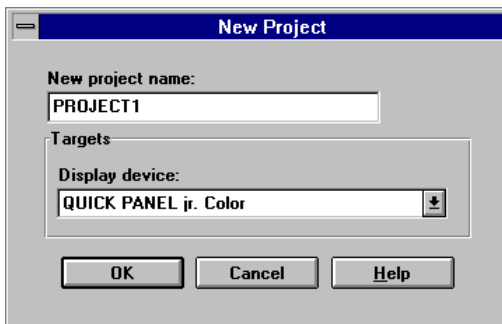 New Project
New project name:
PROJECT1
Targets
Display device:
QUICK PANEL jr. Color
OK Cancel Help